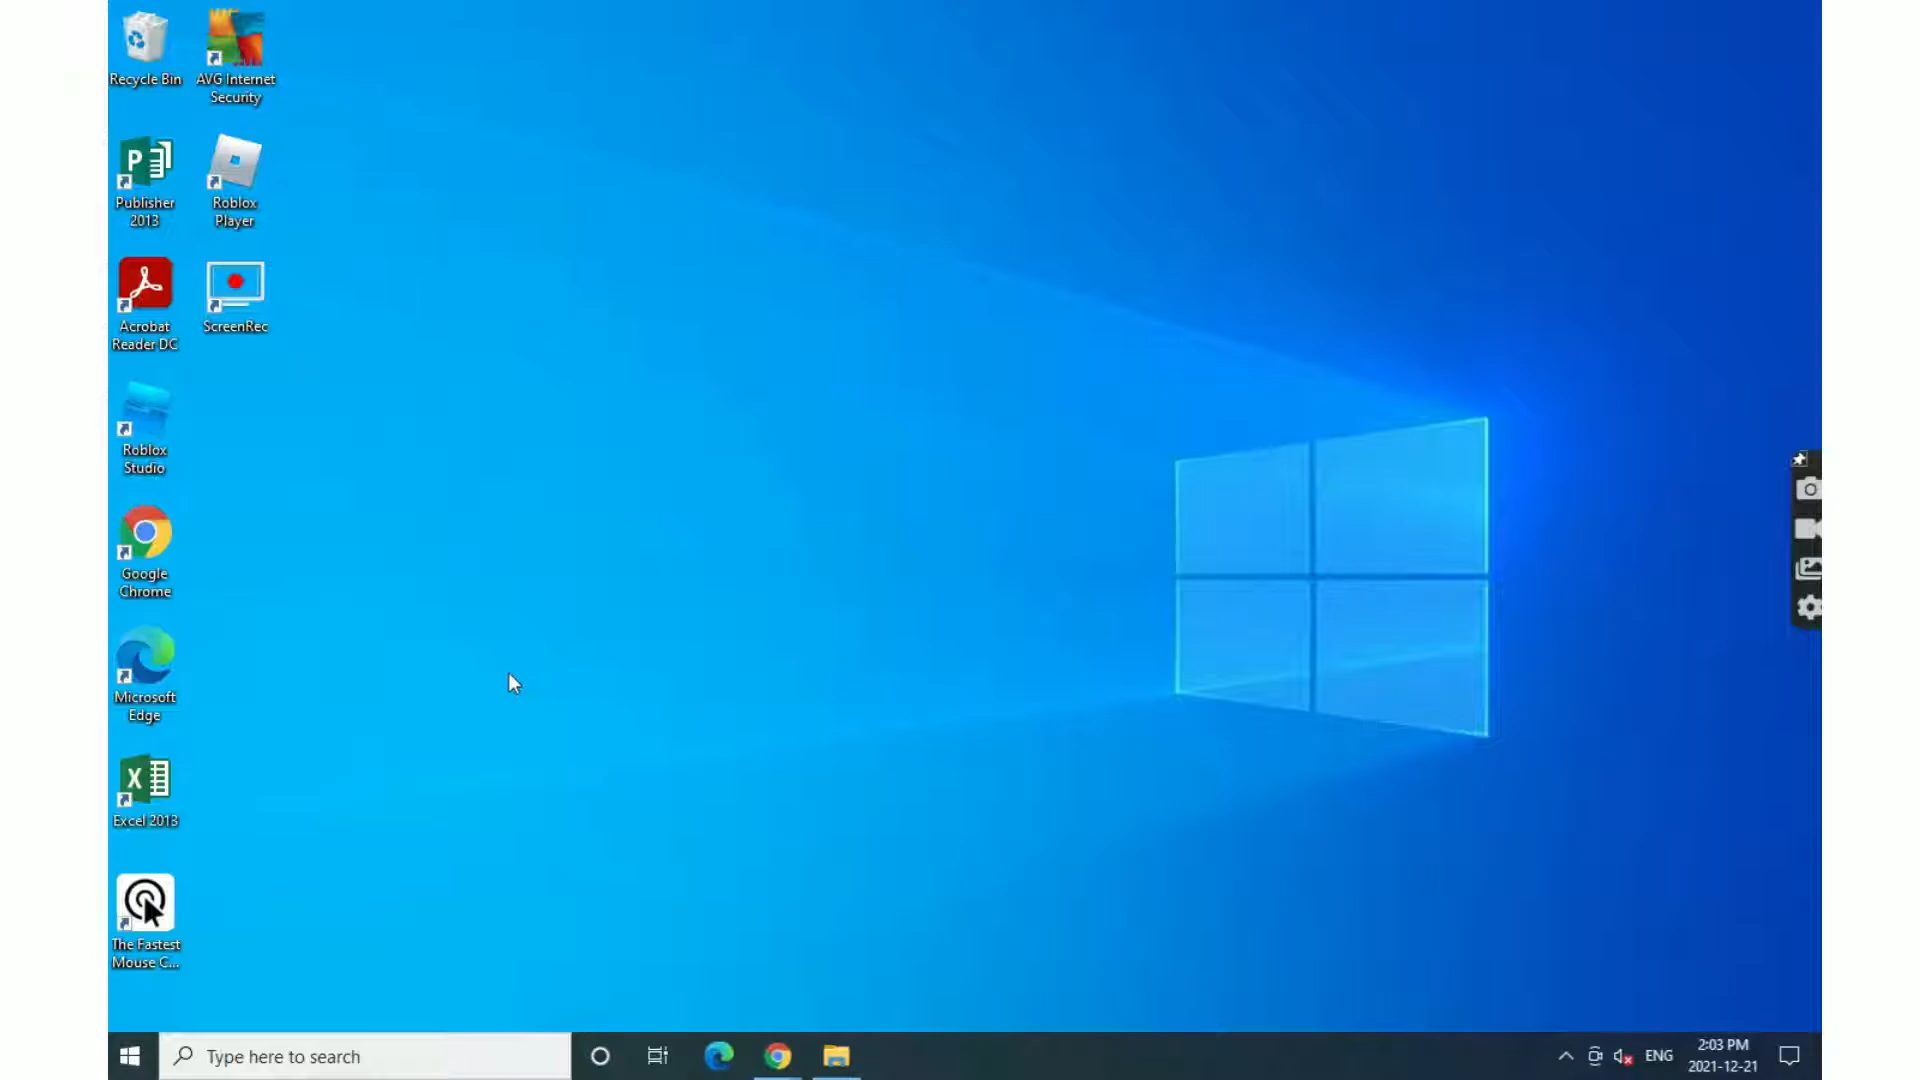 Recycle Bin
AVG Internet
Security
Publisher
2013
Roblox
Player
Acrobat
Reader DC
ScreenRec
Roblox
Studio
Google
Chrome
Microsoft
Edge
Excel 2013
The Fastest
Mouse C...
Type here to search
ENG
2:03 PM
2021-12-21